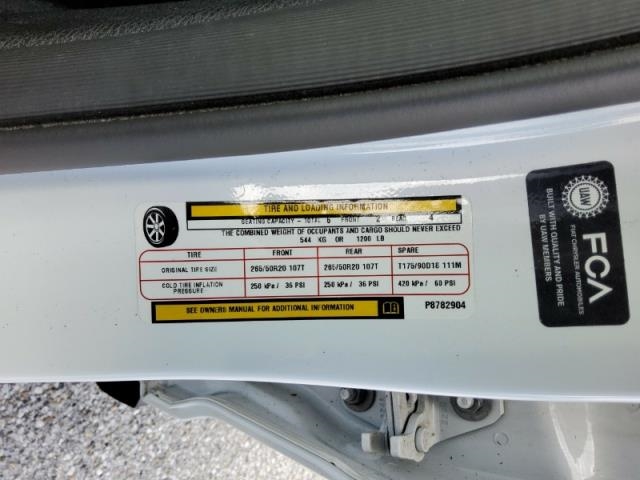 TIRE AND LOADING INFORMATION
SEATING CAPACITY - TOTAL 6 FRONT 2 REAR 4
THE COMBINED WEIGHT OF OCCUPANTS AND CARGO SHOULD NEVER EXCEED
544 KG OR 1200 LB
TIRE FRONT REAR SPARE
ORIGINAL TIRE SIZE 265/50R20 107T 265/50R20 107T T175/90D18 111M
COLD TIRE INFLATION PRESSURE 250 kPa / 36 PSI 250 kPa / 36 PSI 420 kPa / 60 PSI
SEE OWNERS MANUAL FOR ADDITIONAL INFORMATION
P8782904
UAW
FIAT CHRYSLER AUTOMOBILES
FCA
BUILT WITH QUALITY AND PRIDE
BY UAW MEMBERS